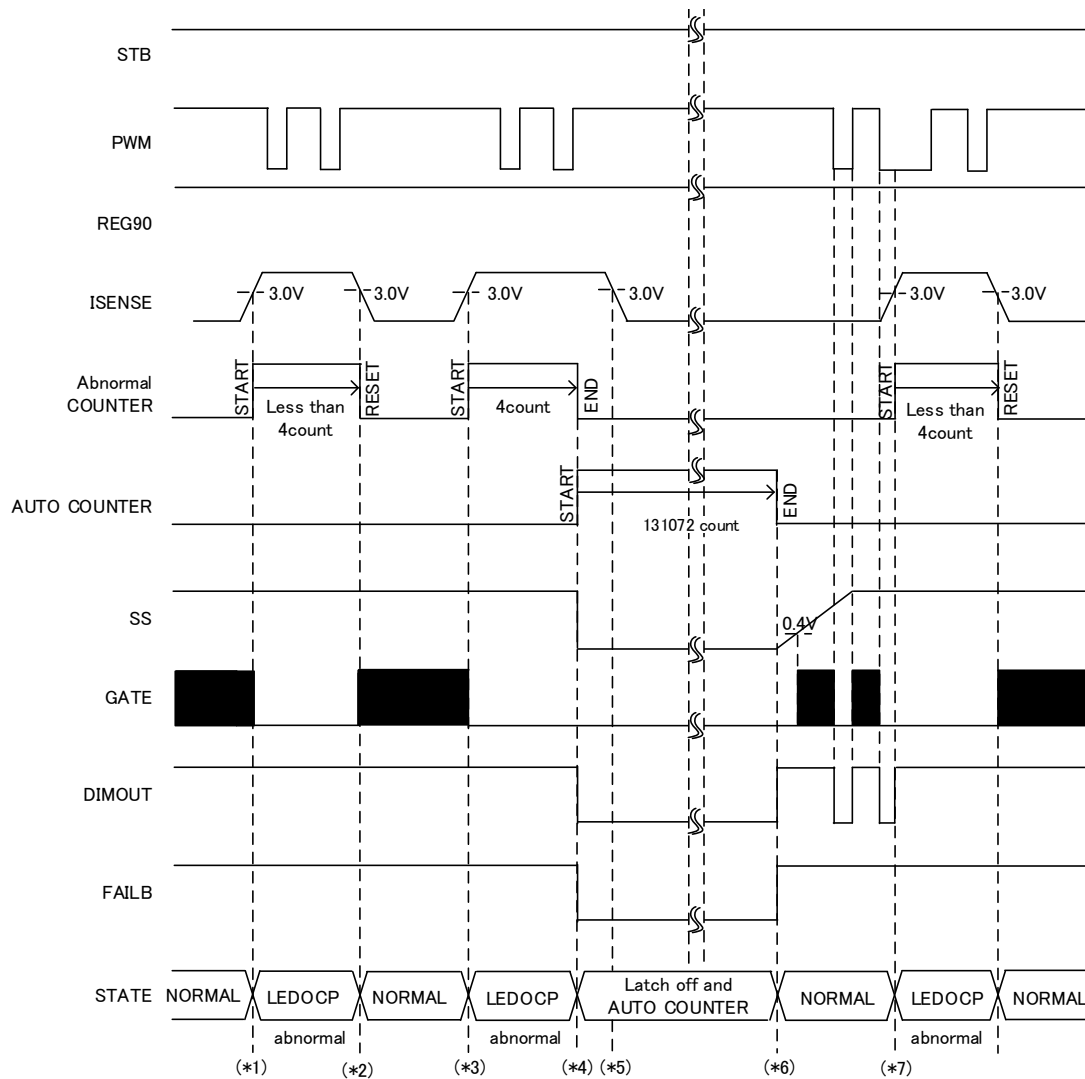 STB
PWM
REG90
ISENSE
3.0V
3.0V
3.0V
3.0V
3.0V
3.0V
Abnormal
COUNTER
START
Less than
4count
RESET
START
4count
END
START
Less than
4count
RESET
AUTO COUNTER
START
131072 count
END
SS
0.4V
GATE
DIMOUT
FAILB
STATE
NORMAL
LEDOCP
NORMAL
LEDOCP
Latch off and
AUTO COUNTER
NORMAL
LEDOCP
NORMAL
abnormal
abnormal
abnormal
(*1)
(*2)
(*3)
(*4)
(*5)
(*6)
(*7)